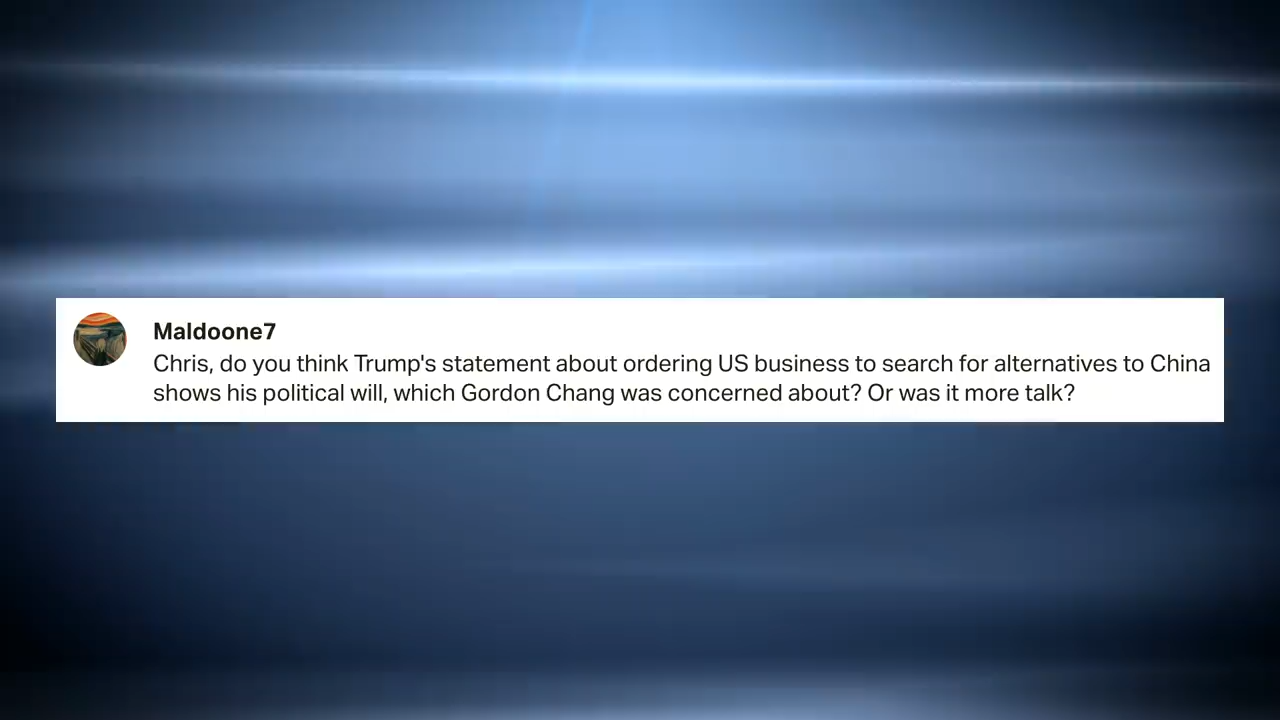 Maldoone7
Chris, do you think Trump's statement about ordering US business to search for alternatives to China
shows his political will, which Gordon Chang was concerned about? Or was it more talk?